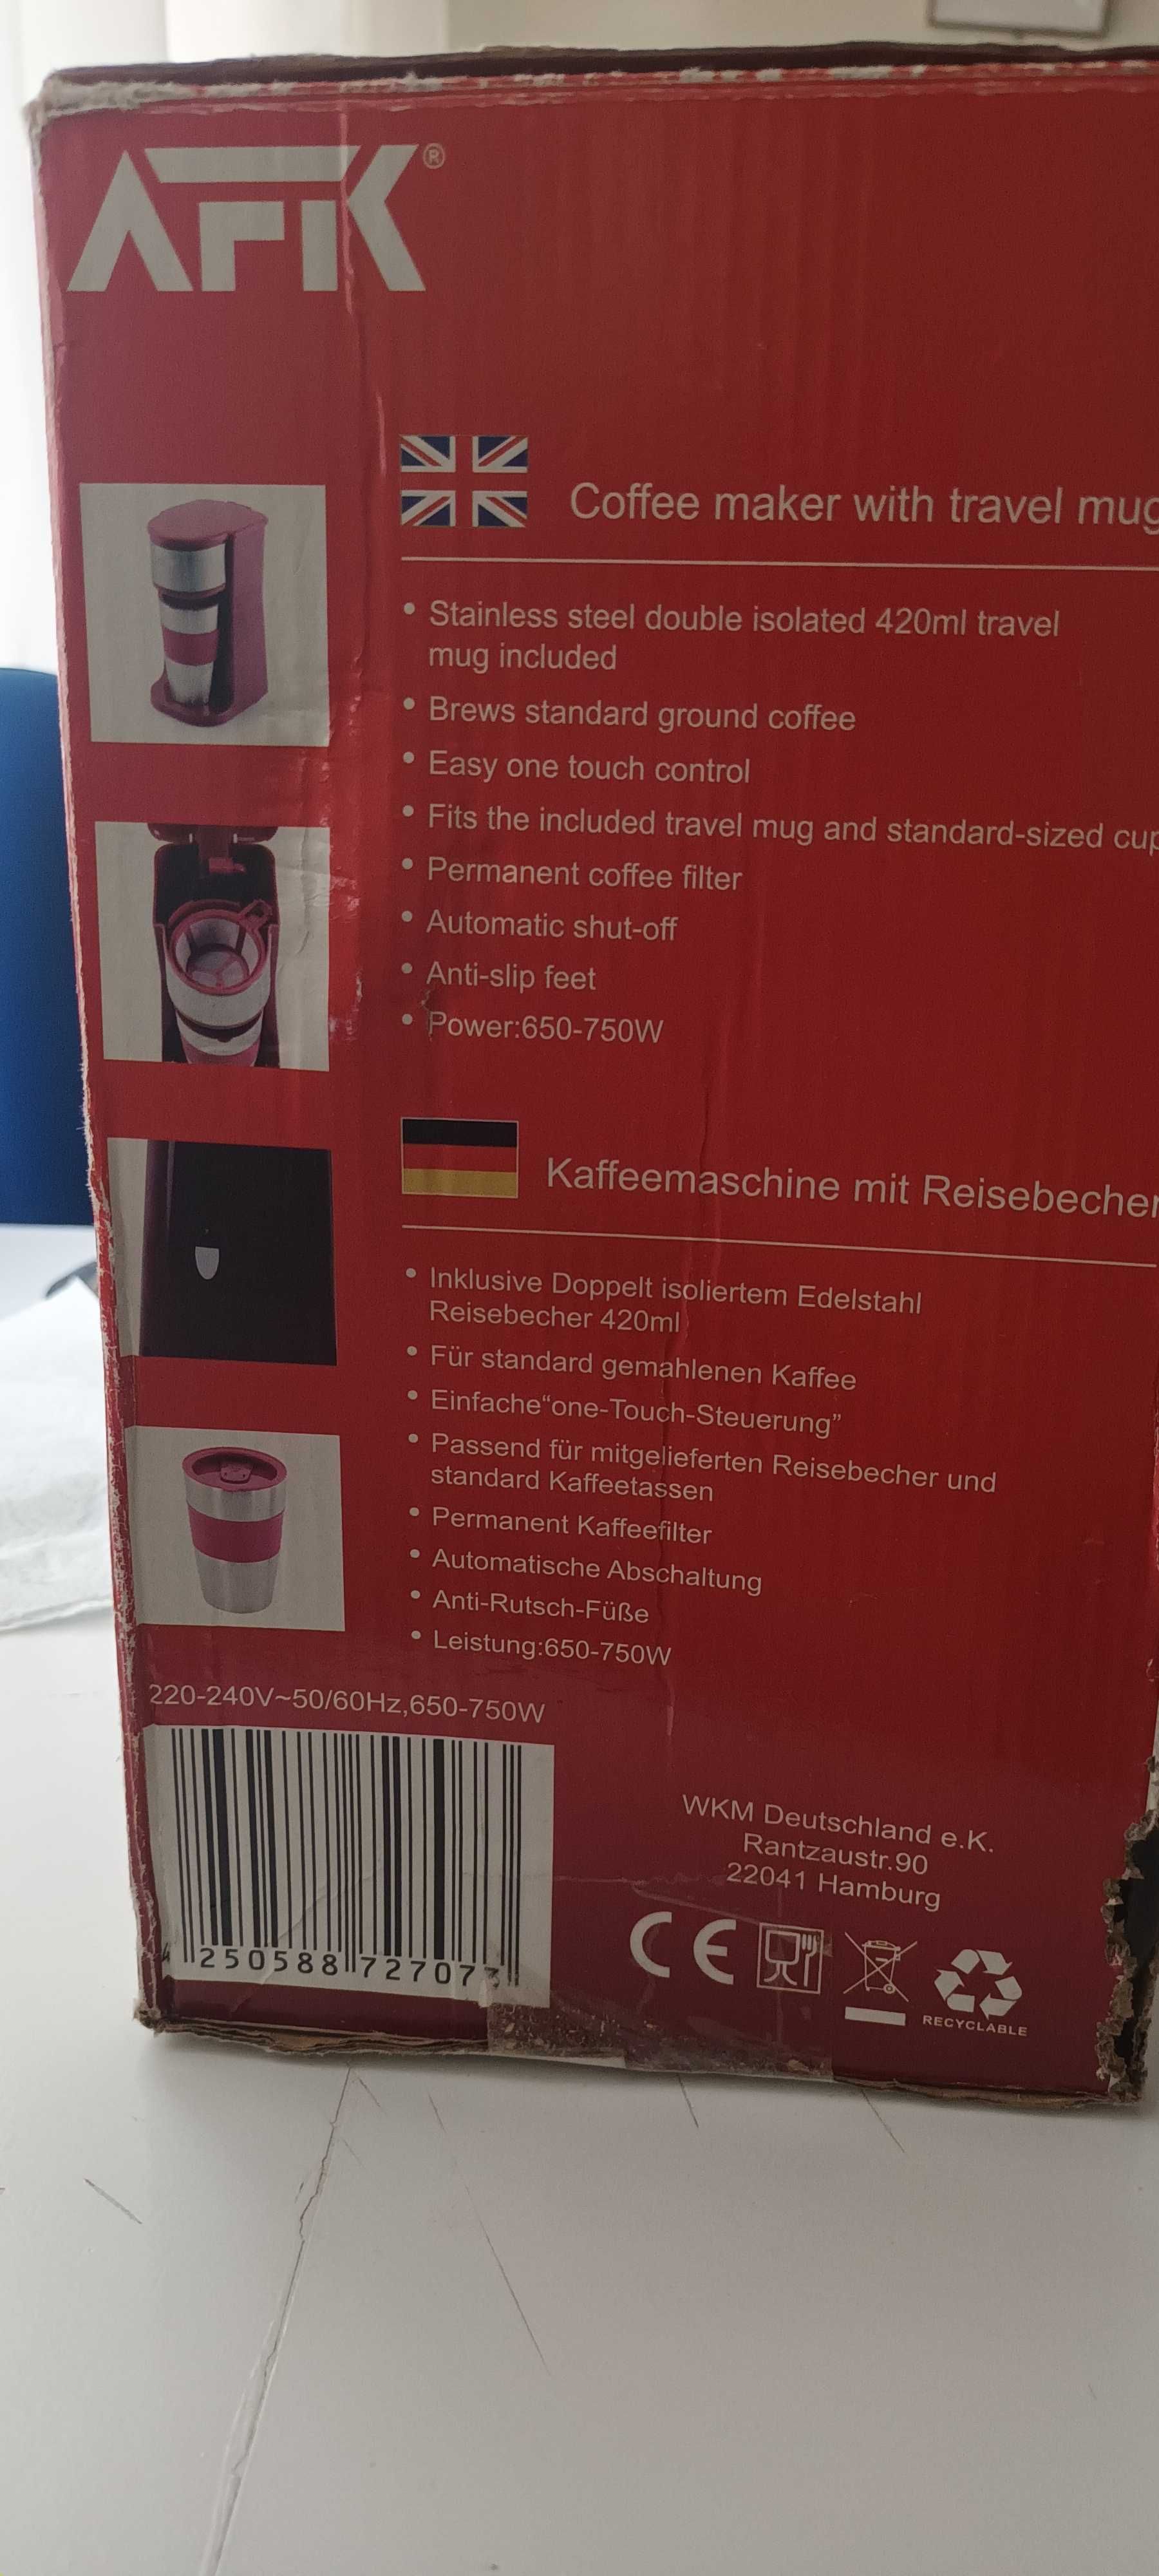 AFK®
Coffee maker with travel mug
• Stainless steel double isolated 420ml travel
mug included
• Brews standard ground coffee
• Easy one touch control
• Fits the included travel mug and standard-sized cup
• Permanent coffee filter
• Automatic shut-off
• Anti-slip feet
• Power:650-750W
Kaffeemaschine mit Reisebecher
• Inklusive Doppelt isoliertem Edelstahl
Reisebecher 420ml
• Für standard gemahlenen Kaffee
• Einfache“one-Touch-Steuerung”
• Passend für mitgelieferten Reisebecher und
standard Kaffeetassen
• Permanent Kaffeefilter
• Automatische Abschaltung
• Anti-Rutsch-Füße
• Leistung:650-750W
220-240V~50/60Hz,650-750W
4 250588 727073
WKM Deutschland e.K.
Rantzaustr.90
22041 Hamburg
CE
RECYCLABLE